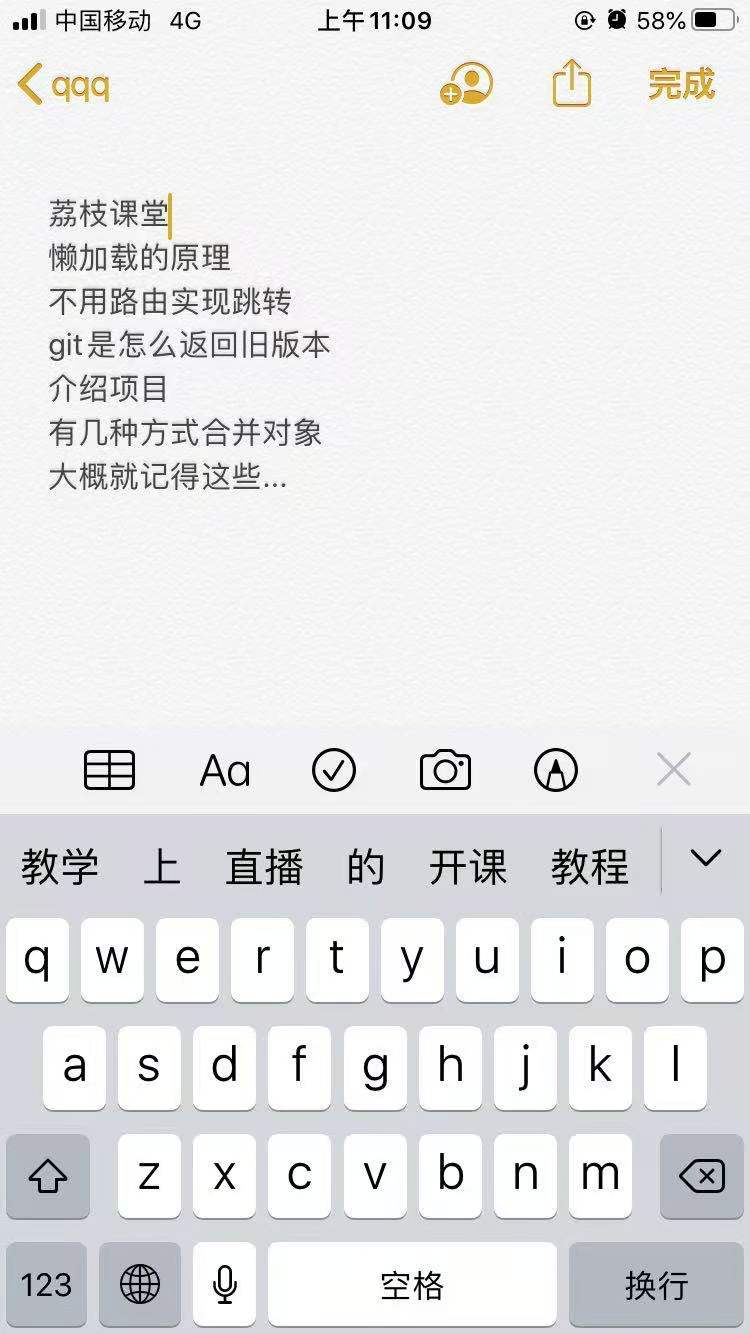 中国移动 4G 上午11:09 58%
qqq 完成
荔枝课堂
懒加载的原理
不用路由实现跳转
git是怎么返回旧版本
介绍项目
有几种方式合并对象
大概就记得这些...
Aa
教学 上 直播 的 开课 教程
q w e r t y u i o p
a s d f g h j k l
z x c v b n m
123 空格 换行